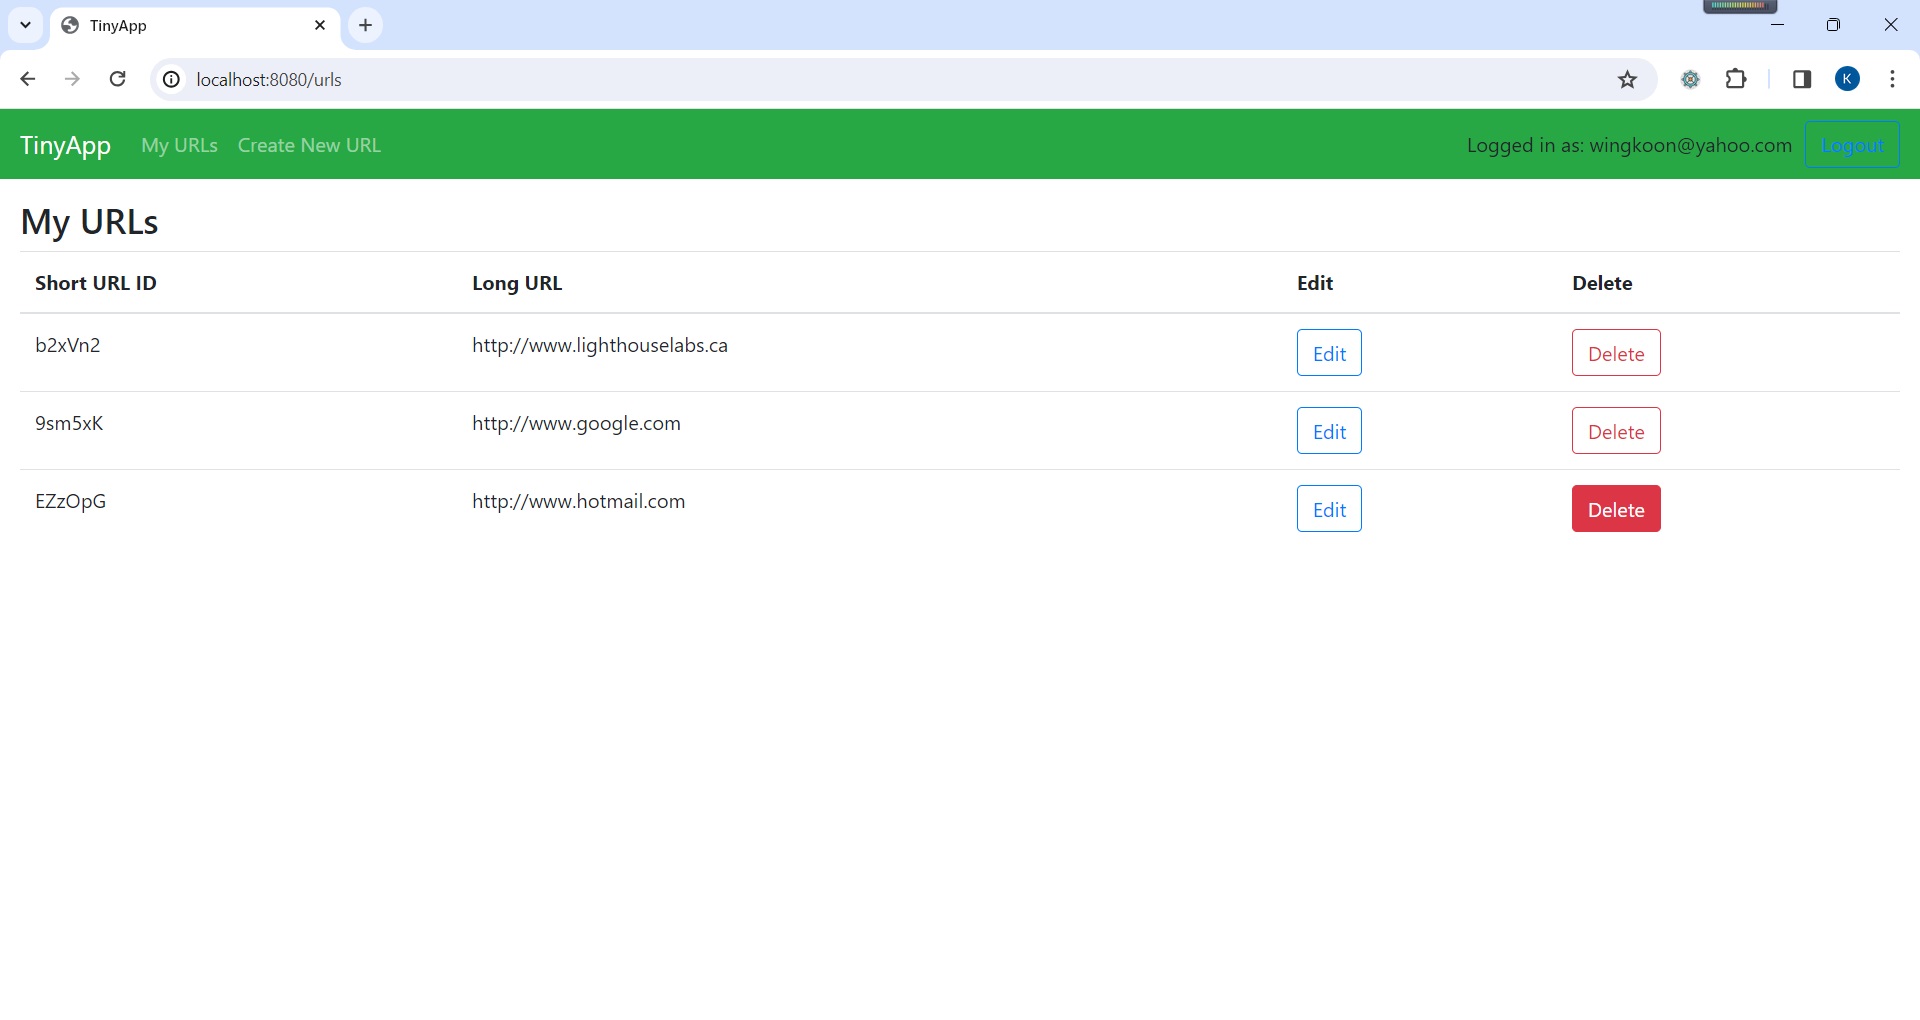 TinyApp
localhost:8080/urls
K
TinyApp My URLs Create New URL Logged in as: wingkoon@yahoo.com Logout
My URLs
Short URL ID Long URL Edit Delete
b2xVn2 http://www.lighthouselabs.ca Edit Delete
9sm5xK http://www.google.com Edit Delete
EZzOpG http://www.hotmail.com Edit Delete